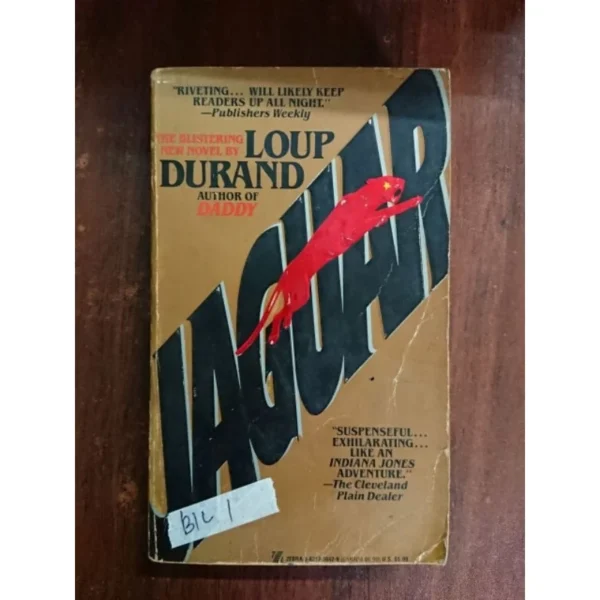 "RIVETING... WILL LIKELY KEEP
READERS UP ALL NIGHT."
—Publishers Weekly
THE BLISTERING
NEW NOVEL BY
LOUP
DURAND
AUTHOR OF
DADDY
JAGUAR
"SUSPENSEFUL...
EXHILARATING...
LIKE AN
INDIANA JONES
ADVENTURE."
—The Cleveland
Plain Dealer
BIL 1